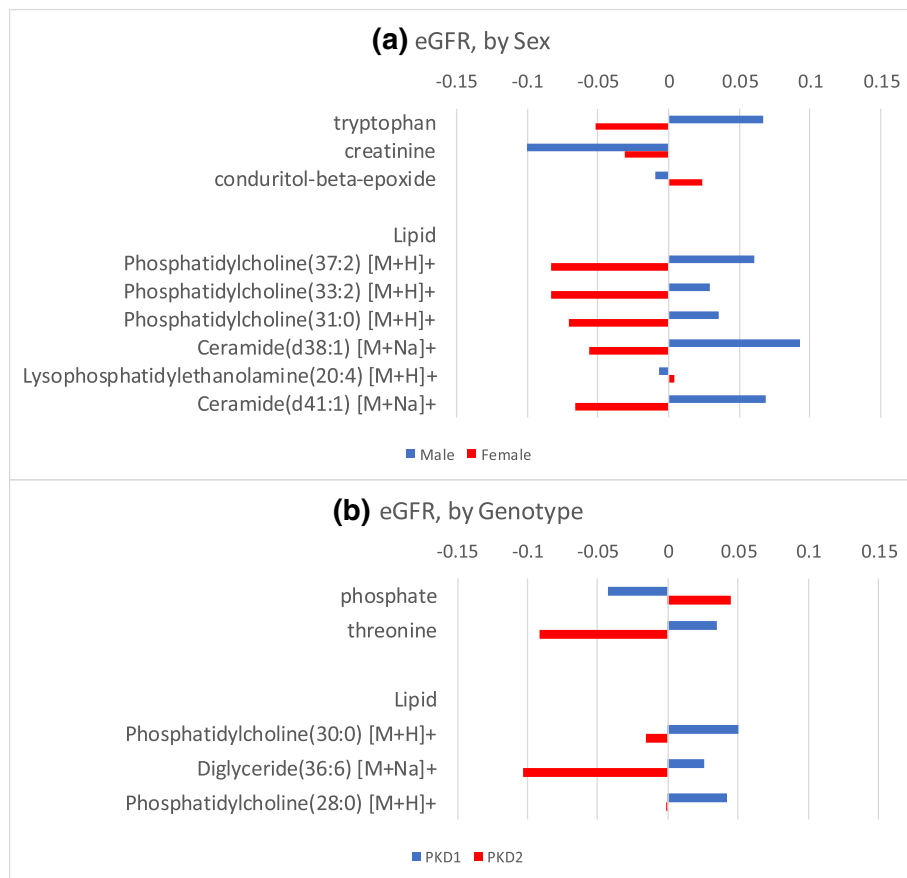 (a) eGFR, by Sex
-0.15 -0.1 -0.05 0 0.05 0.1 0.15
tryptophan
creatinine
conduritol-beta-epoxide
Lipid
Phosphatidylcholine(37:2) [M+H]+
Phosphatidylcholine(33:2) [M+H]+
Phosphatidylcholine(31:0) [M+H]+
Ceramide(d38:1) [M+Na]+
Lysophosphatidylethanolamine(20:4) [M+H]+
Ceramide(d41:1) [M+Na]+
Male Female
(b) eGFR, by Genotype
-0.15 -0.1 -0.05 0 0.05 0.1 0.15
phosphate
threonine
Lipid
Phosphatidylcholine(30:0) [M+H]+
Diglyceride(36:6) [M+Na]+
Phosphatidylcholine(28:0) [M+H]+
PKD1 PKD2